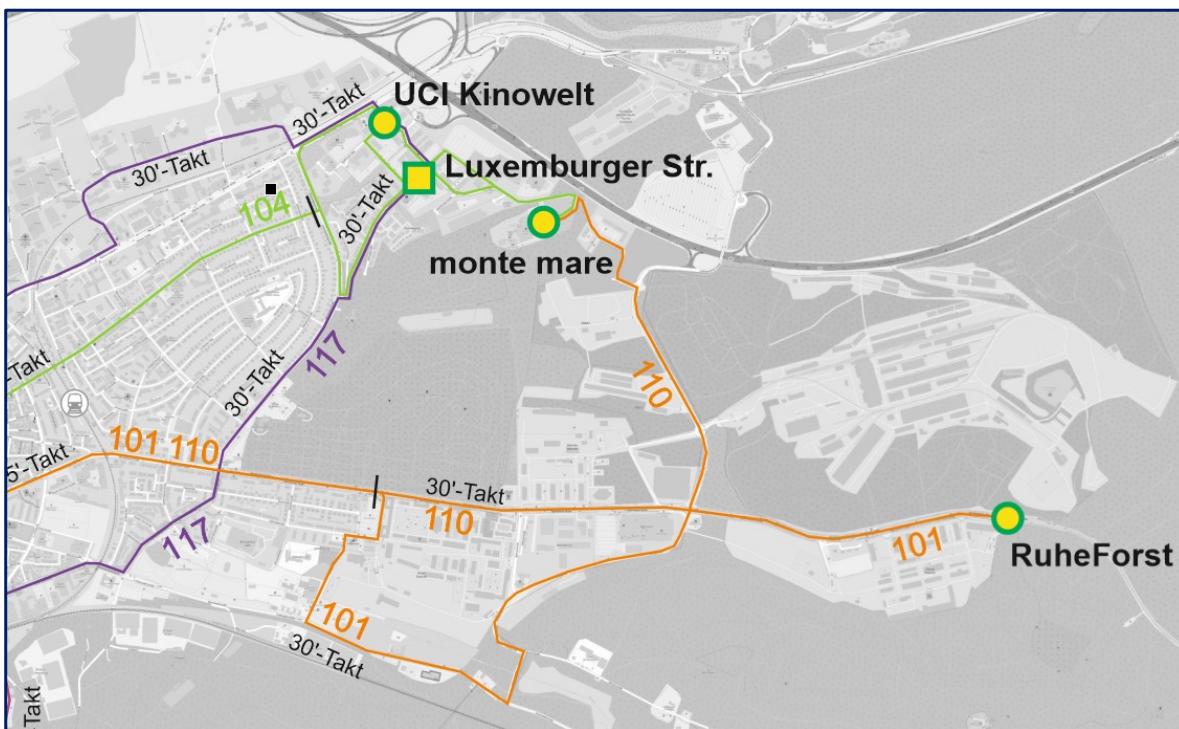 30'-Takt
UCI Kinowelt
30'-Takt
Luxemburger Str.
104
30'-Takt
monte mare
117
-Takt
30'-Takt
110
101 110
5'-Takt
30'-Takt
110
101
117
RuheForst
101
30'-Takt
30'-Takt